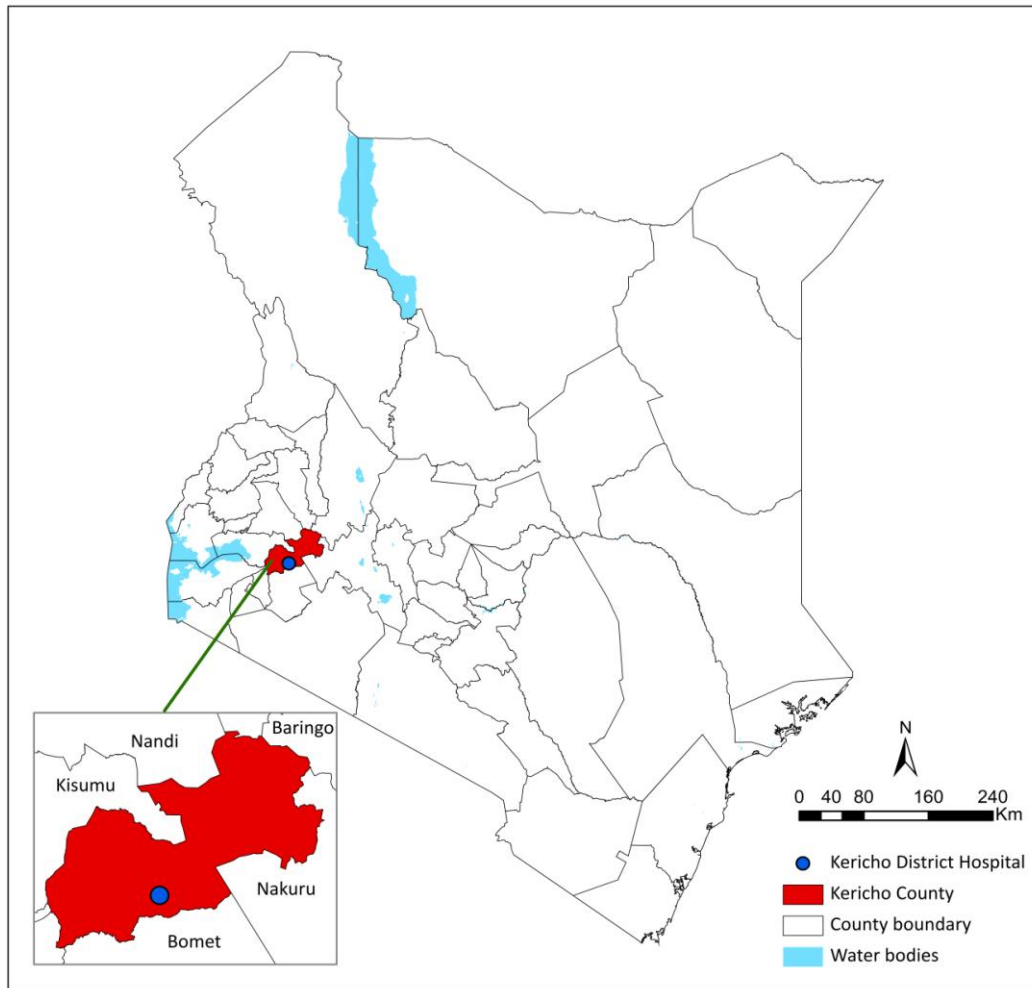 Baringo
Nandi
Kisumu
Nakuru
Bomet
N
0 40 80 160 240
Km
Kericho District Hospital
Kericho County
County boundary
Water bodies